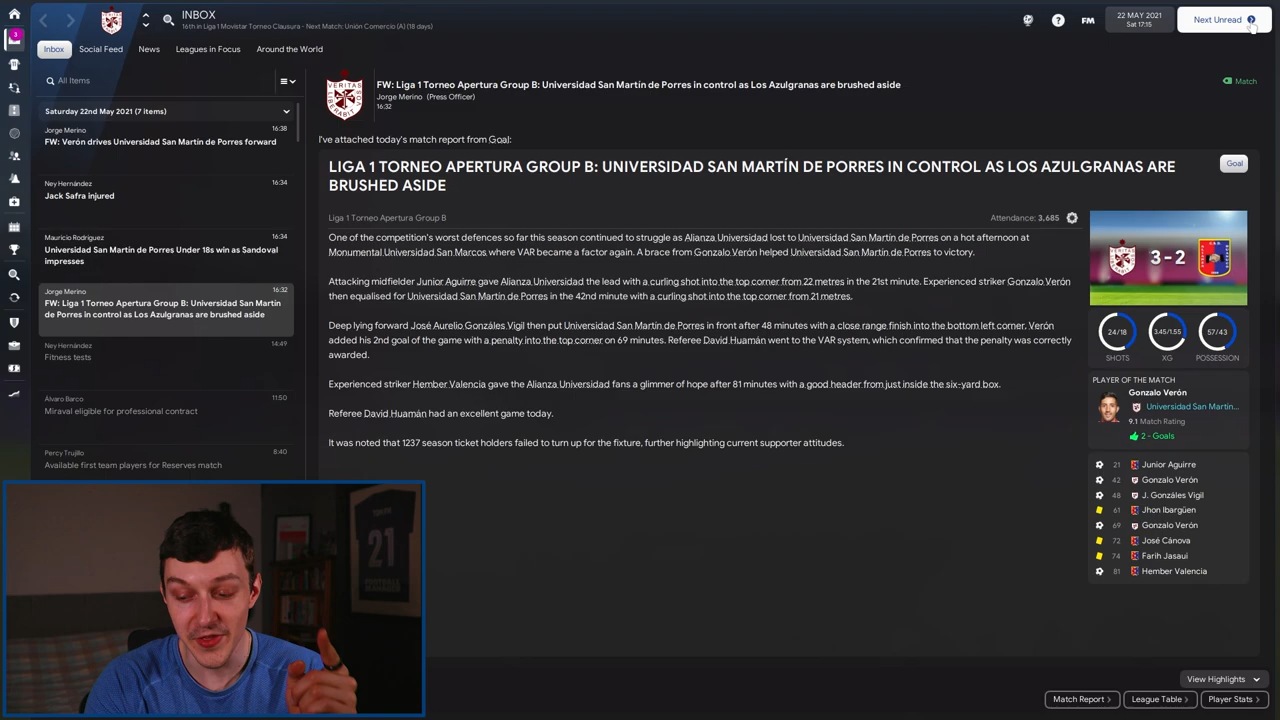 INBOX
16th in Liga 1 Movistar Torneo Clausura - Next Match: Unión Comercio (A) (18 days)
FM
22 MAY 2021
Sat 17:15
Next Unread
3
Inbox
Social Feed
News
Leagues in Focus
Around the World
All Items
Saturday 22nd May 2021 (7 items)
Jorge Merino
16:38
FW: Verón drives Universidad San Martín de Porres forward
Ney Hernández
16:34
Jack Safra injured
Mauricio Rodríguez
16:34
Universidad San Martín de Porres Under 18s win as Sandoval
impresses
Jorge Merino
16:32
FW: Liga 1 Torneo Apertura Group B: Universidad San Martín
de Porres in control as Los Azulgranas are brushed aside
Ney Hernández
14:49
Fitness tests
Álvaro Barco
11:50
Miraval eligible for professional contract
Percy Trujillo
8:40
Available first team players for Reserves match
VERITAS
LIBERABIT
FW: Liga 1 Torneo Apertura Group B: Universidad San Martín de Porres in control as Los Azulgranas are brushed aside
Jorge Merino (Press Officer)
16:32
Match
I've attached today's match report from Goal:
LIGA 1 TORNEO APERTURA GROUP B: UNIVERSIDAD SAN MARTÍN DE PORRES IN CONTROL AS LOS AZULGRANAS ARE
BRUSHED ASIDE
Goal
Liga 1 Torneo Apertura Group B
Attendance: 3,685
One of the competition's worst defences so far this season continued to struggle as Alianza Universidad lost to Universidad San Martín de Porres on a hot afternoon at
Monumental Universidad San Marcos where VAR became a factor again. A brace from Gonzalo Verón helped Universidad San Martín de Porres to victory.
Attacking midfielder Junior Aguirre gave Alianza Universidad the lead with a curling shot into the top corner from 22 metres in the 21st minute. Experienced striker Gonzalo Verón
then equalised for Universidad San Martín de Porres in the 42nd minute with a curling shot into the top corner from 21 metres.
Deep lying forward José Aurelio Gonzáles Vigil then put Universidad San Martín de Porres in front after 48 minutes with a close range finish into the bottom left corner. Verón
added his 2nd goal of the game with a penalty into the top corner on 69 minutes. Referee David Huamán went to the VAR system, which confirmed that the penalty was correctly
awarded.
Experienced striker Hember Valencia gave the Alianza Universidad fans a glimmer of hope after 81 minutes with a good header from just inside the six-yard box.
Referee David Huamán had an excellent game today.
It was noted that 1237 season ticket holders failed to turn up for the fixture, further highlighting current supporter attitudes.
3 - 2
24/18
3.45/1.55
57/43
SHOTS
XG
POSSESSION
PLAYER OF THE MATCH
Gonzalo Verón
Universidad San Martín...
9.1 Match Rating
2 - Goals
21 Junior Aguirre
42 Gonzalo Verón
48 J. Gonzáles Vigil
61 Jhon Ibargüen
69 Gonzalo Verón
72 José Cánova
74 Farih Jasaui
81 Hember Valencia
21
View Highlights
Match Report
League Table
Player Stats